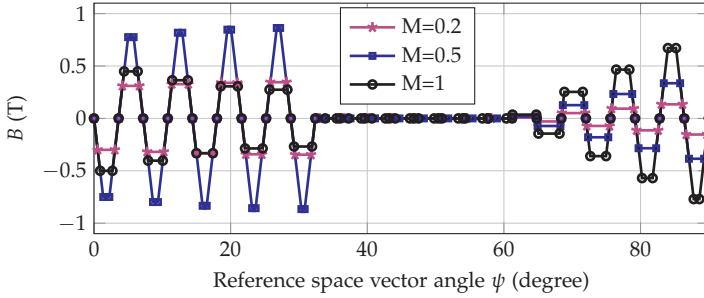 1
0.5
0
−0.5
−1
B (T)
M=0.2
M=0.5
M=1
0 20 40 60 80
Reference space vector angle ψ (degree)